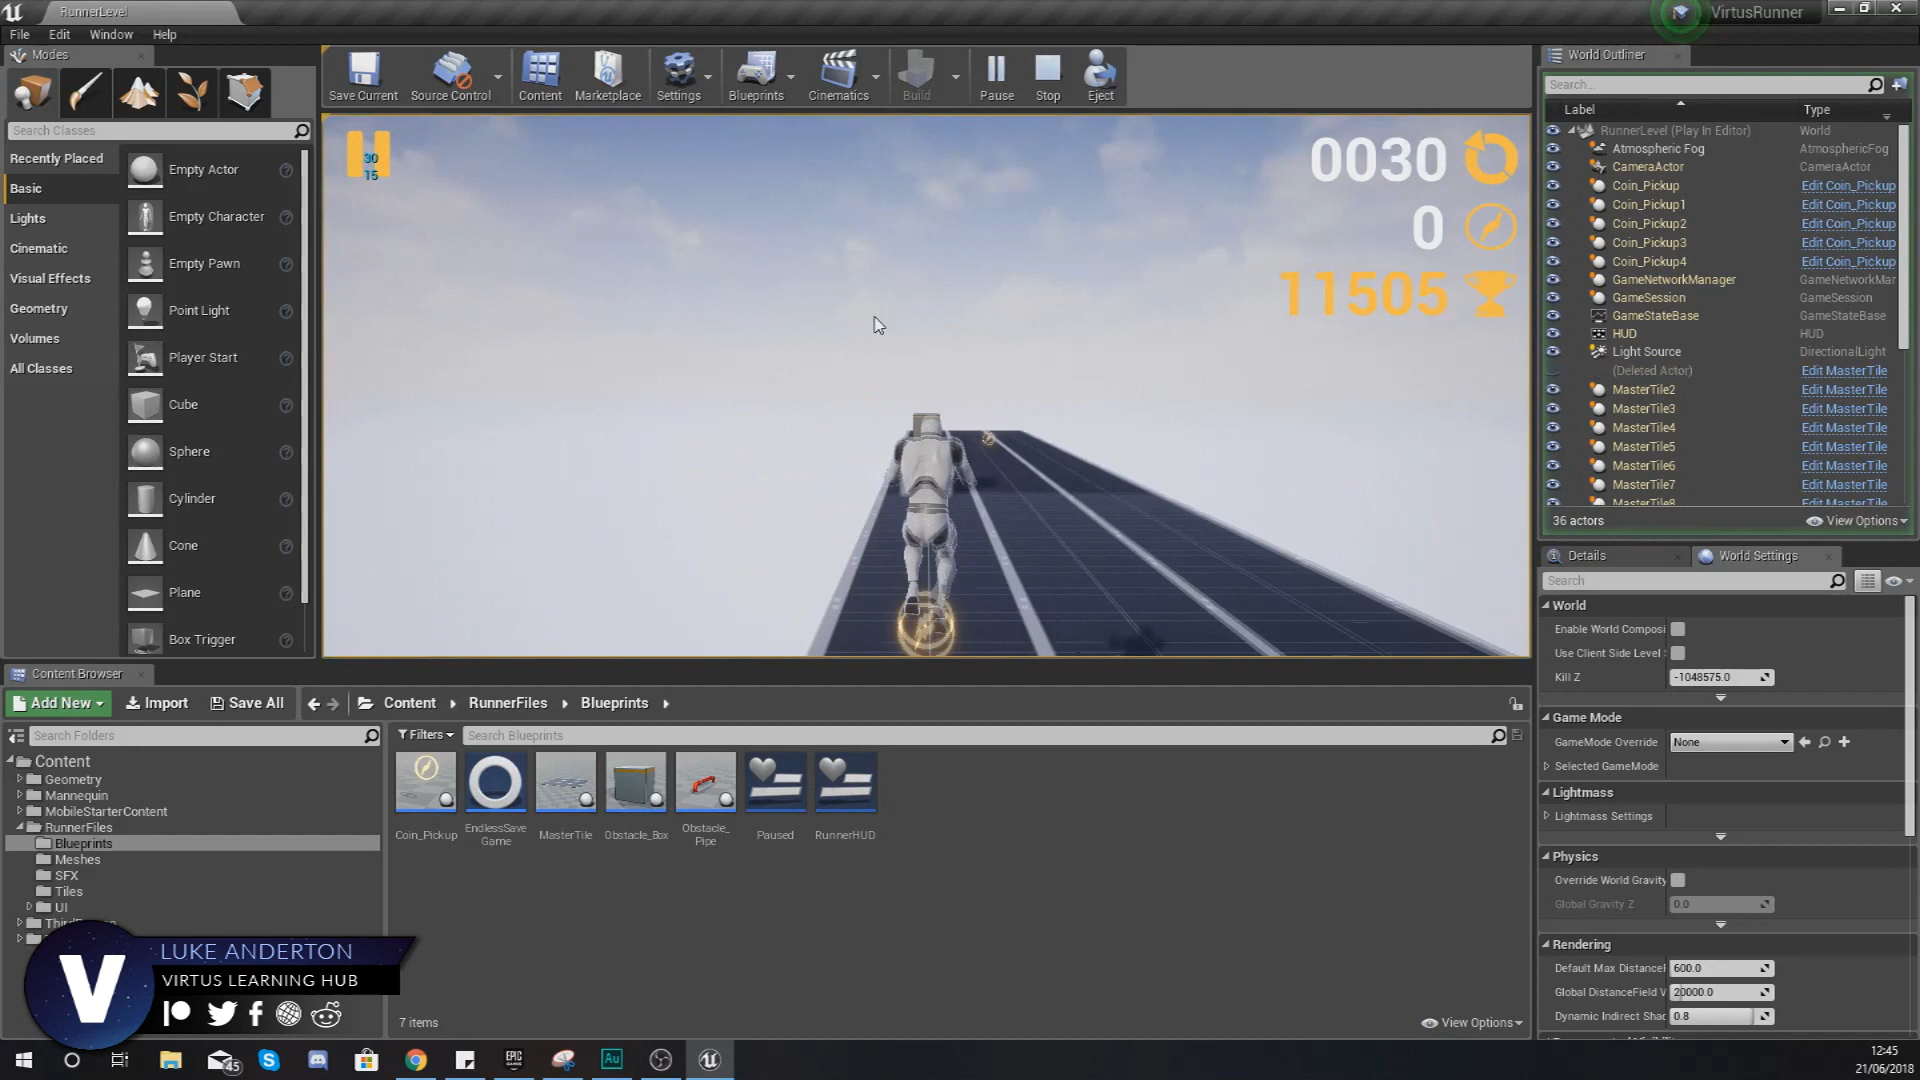 RunnerLevel
VirtusRunner
File Edit Window Help
Modes
Save Current
Source Control
Content
Marketplace
Settings
Blueprints
Cinematics
Build
Pause
Stop
Eject
Search Classes
Recently Placed
Basic
Lights
Cinematic
Visual Effects
Geometry
Volumes
All Classes
Empty Actor
Empty Character
Empty Pawn
Point Light
Player Start
Cube
Sphere
Cylinder
Cone
Plane
Box Trigger
30
15
0030
0
11505
World Outliner
Search...
Label Type
RunnerLevel (Play In Editor) World
Atmospheric Fog AtmosphericFog
CameraActor CameraActor
Coin_Pickup Edit Coin_Pickup
Coin_Pickup1 Edit Coin_Pickup
Coin_Pickup2 Edit Coin_Pickup
Coin_Pickup3 Edit Coin_Pickup
Coin_Pickup4 Edit Coin_Pickup
GameNetworkManager GameNetworkMar
GameSession GameSession
GameStateBase GameStateBase
HUD HUD
Light Source DirectionalLight
(Deleted Actor) Edit MasterTile
MasterTile2 Edit MasterTile
MasterTile3 Edit MasterTile
MasterTile4 Edit MasterTile
MasterTile5 Edit MasterTile
MasterTile6 Edit MasterTile
MasterTile7 Edit MasterTile
MasterTile8 Edit MasterTile
36 actors View Options
Details World Settings
Search
World
Enable World Composi
Use Client Side Level
Kill Z -1048575.0
Game Mode
GameMode Override None
Selected GameMode
Lightmass
Lightmass Settings
Physics
Override World Gravity
Global Gravity Z 0.0
Rendering
Default Max DistanceF 600.0
Global DistanceField V 20000.0
Dynamic Indirect Shac 0.8
Content Browser
Add New Import Save All Content RunnerFiles Blueprints
Search Folders
Filters Search Blueprints
Content
Geometry
Mannequin
MobileStarterContent
RunnerFiles
Blueprints
Meshes
SFX
Tiles
UI
Coin_Pickup
EndlessSave
Game
MasterTile
Obstacle_Box
Obstacle_
Pipe
Paused
RunnerHUD
7 items View Options
V
LUKE ANDERTON
VIRTUS LEARNING HUB
45
EPIC
GAMES
Au
12:45
21/06/2018